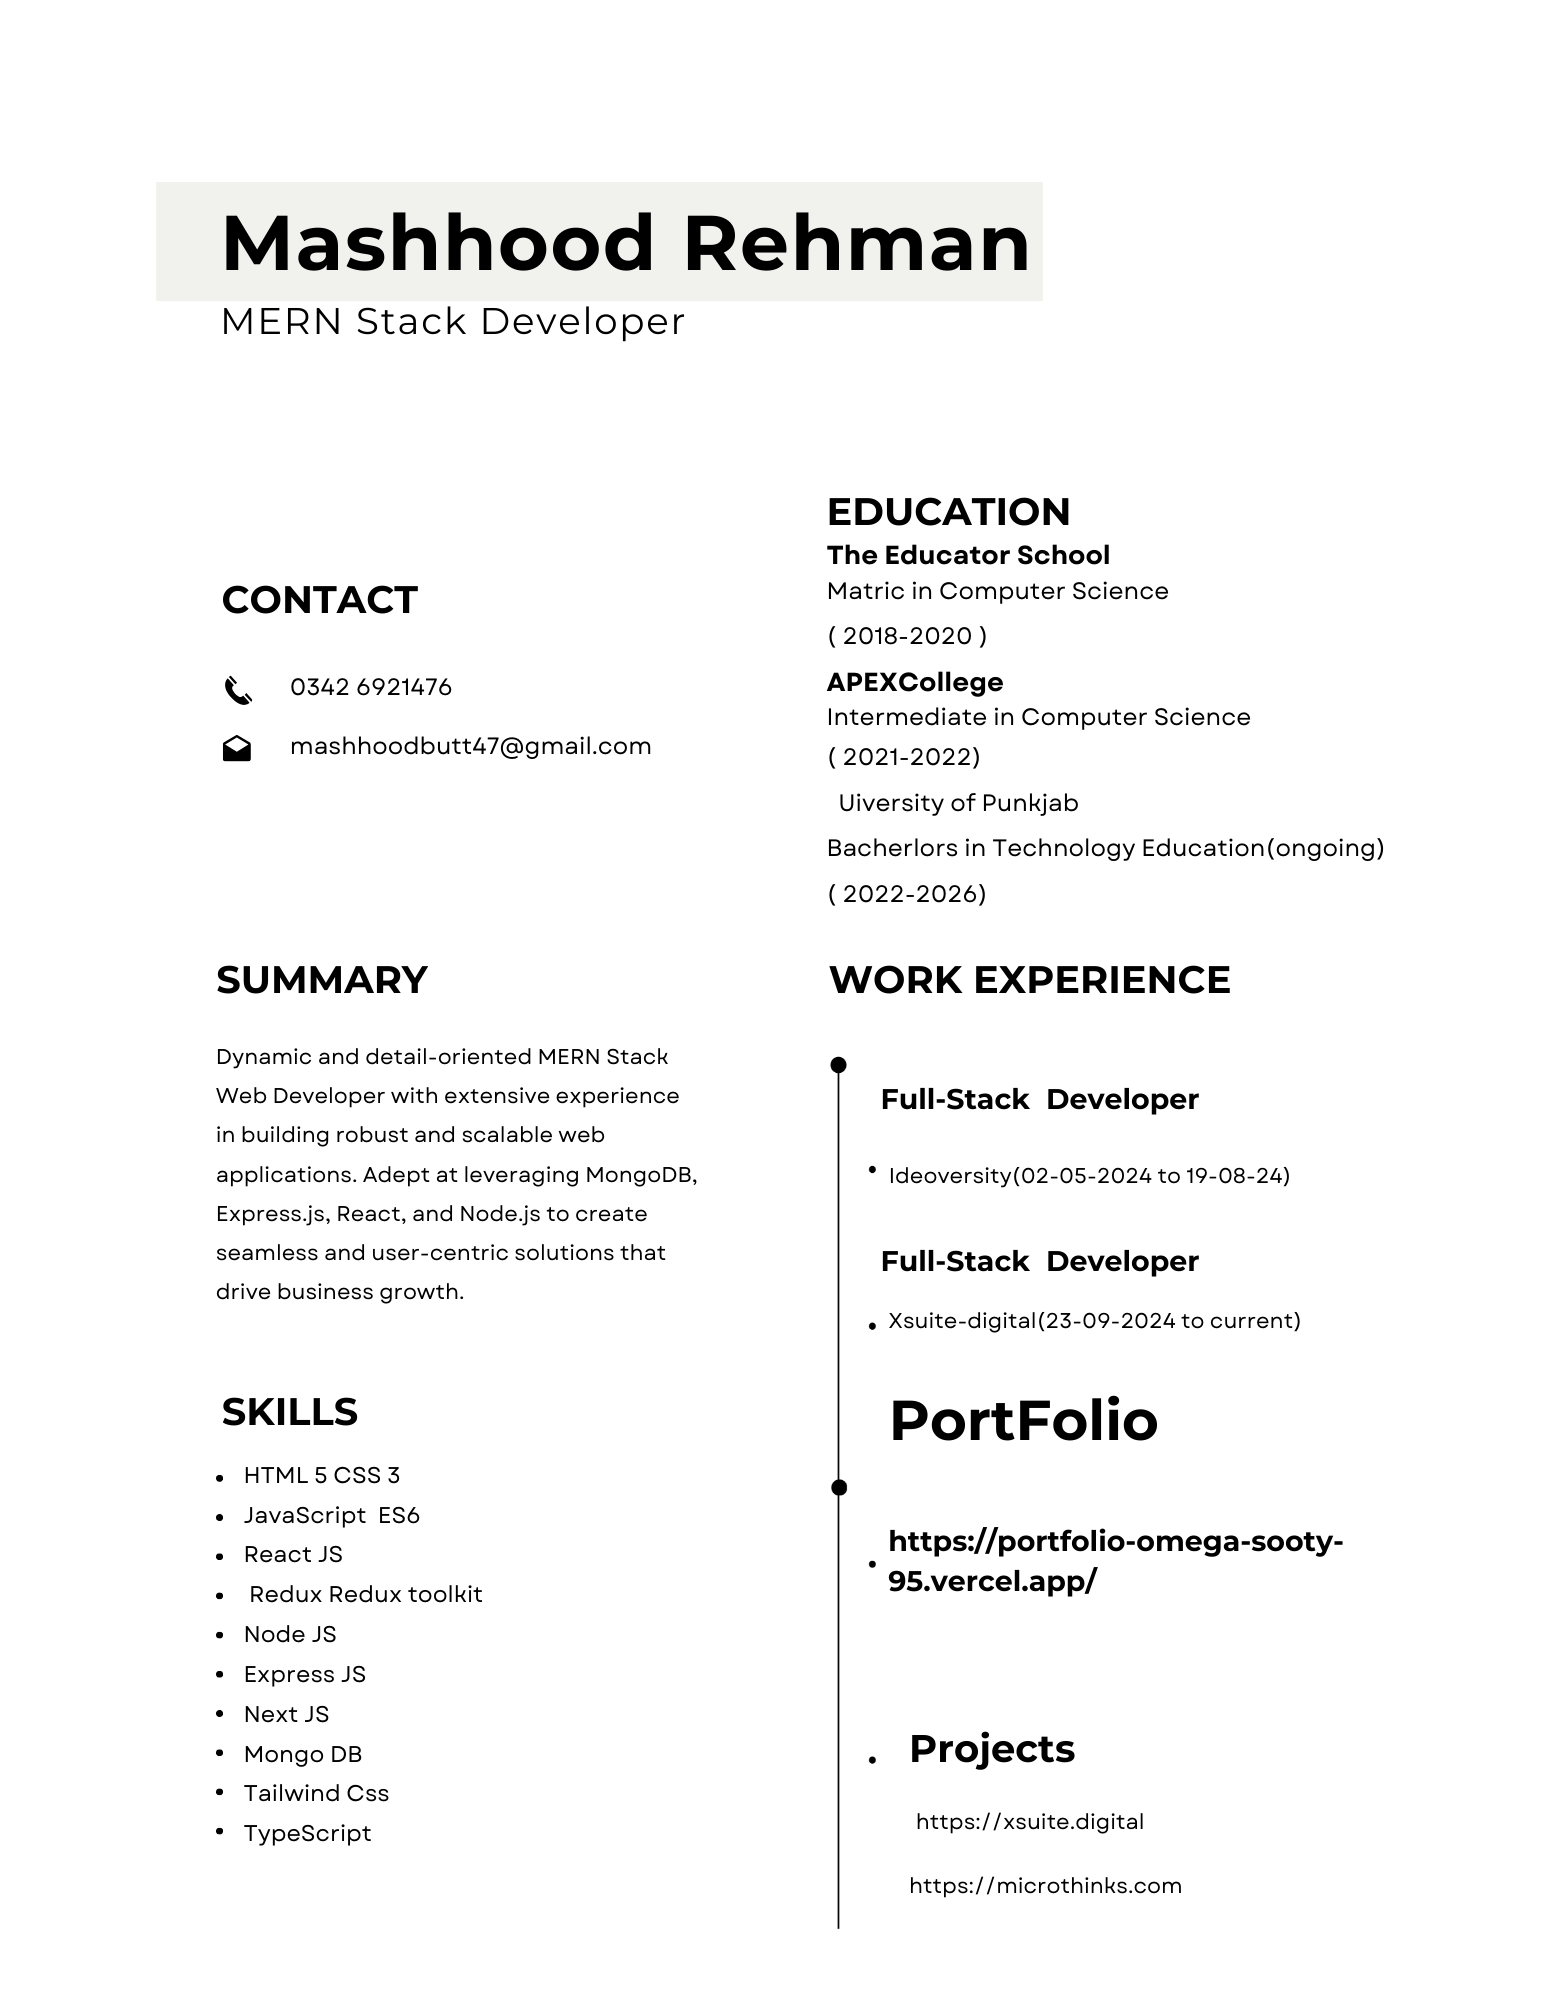 Mashhood Rehman
MERN Stack Developer
CONTACT
0342 6921476
mashhoodbutt47@gmail.com
EDUCATION
The Educator School
Matric in Computer Science
( 2018-2020 )
APEXCollege
Intermediate in Computer Science
( 2021-2022)
Uiversity of Punkjab
Bacherlors in Technology Education(ongoing)
( 2022-2026)
SUMMARY
Dynamic and detail-oriented MERN Stack
Web Developer with extensive experience
in building robust and scalable web
applications. Adept at leveraging MongoDB,
Express.js, React, and Node.js to create
seamless and user-centric solutions that
drive business growth.
SKILLS
• HTML 5 CSS 3
• JavaScript ES6
• React JS
• Redux Redux toolkit
• Node JS
• Express JS
• Next JS
• Mongo DB
• Tailwind Css
• TypeScript
WORK EXPERIENCE
Full-Stack Developer
• Ideoversity(02-05-2024 to 19-08-24)
Full-Stack Developer
• Xsuite-digital(23-09-2024 to current)
PortFolio
• https://portfolio-omega-sooty-
95.vercel.app/
• Projects
https://xsuite.digital
https://microthinks.com